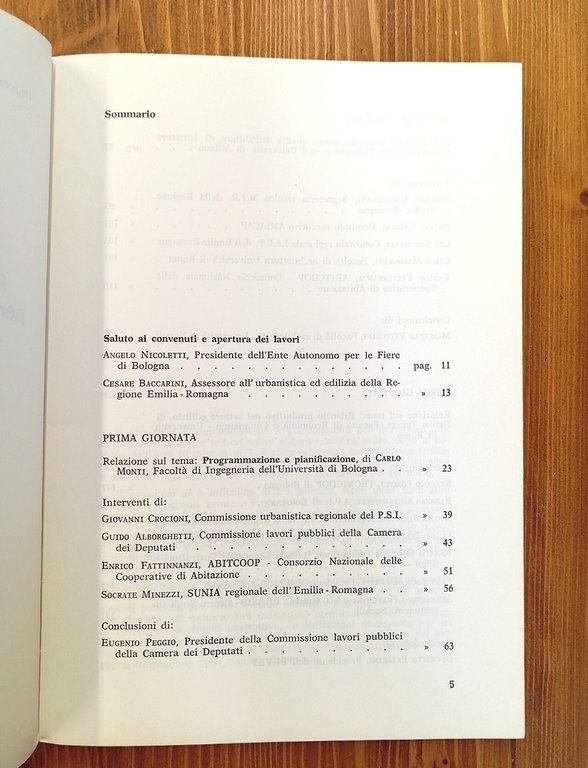 Sommario
Saluto ai convenuti e apertura dei lavori
ANGELO NICOLETTI, Presidente dell'Ente Autonomo per le Fiere
di Bologna . . . . . . . . . . . . . pag. 11
CESARE BACCARINI, Assessore all'urbanistica ed edilizia della Re-
gione Emilia-Romagna . . . . . . . . . » 13
PRIMA GIORNATA
Relazione sul tema: Programmazione e pianificazione, di CARLO
MONTI, Facoltà di Ingegneria dell'Università di Bologna . . » 23
Interventi di:
GIOVANNI CROCIONI, Commissione urbanistica regionale del P.S.I. » 39
GUIDO ALBORGHETTI, Commissione lavori pubblici della Camera
dei Deputati . . . . . . . . . . . . . » 43
ENRICO FATTINNANZI, ABITCOOP - Consorzio Nazionale delle
Cooperative di Abitazione . . . . . . . . . » 51
SOCRATE MINEZZI, SUNIA regionale dell'Emilia-Romagna . . » 56
Conclusioni di:
EUGENIO PEGGIO, Presidente della Commissione lavori pubblici
della Camera dei Deputati . . . . . . . . . » 63
5